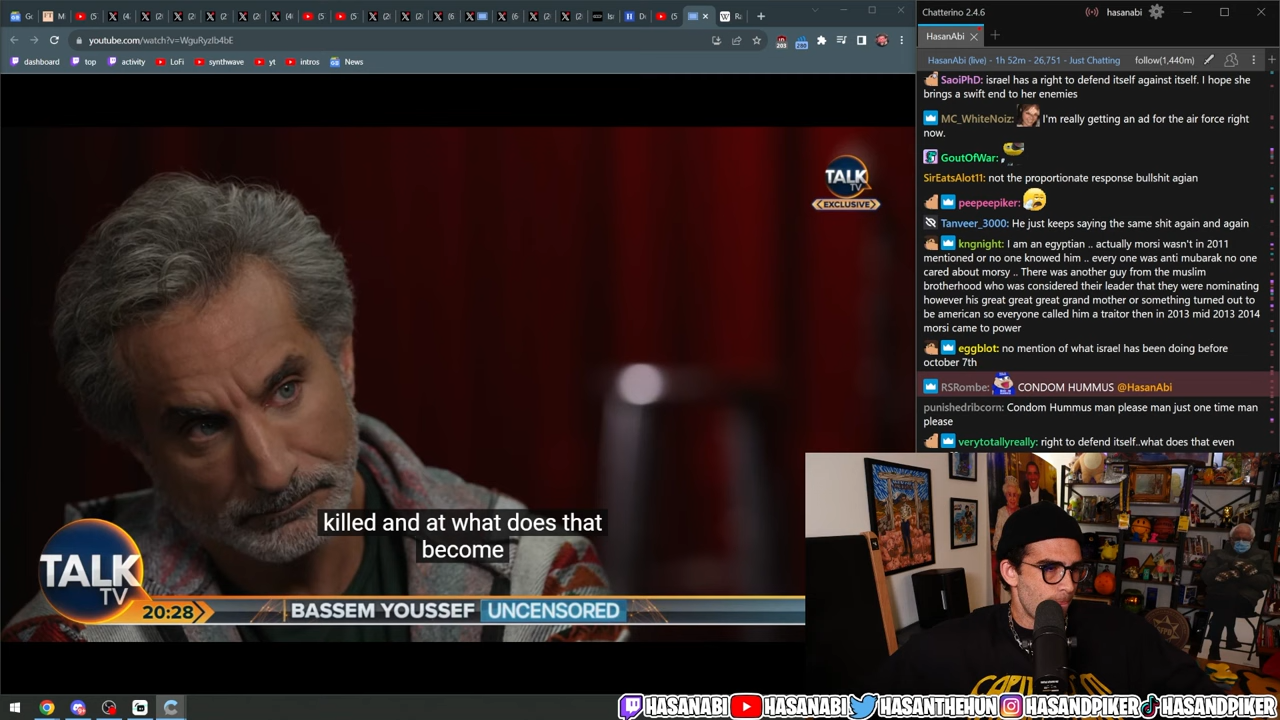 Chatterino 2.4.6
hasanabi
HasanAbi
youtube.com/watch?v=WguRyzJb4bE
dashboard
top
activity
LoFi
synthwave
yt
intros
News
HasanAbi (live) - 1h 52m - 26,751 - Just Chatting
follow(1,440m)
SaoiPhD: israel has a right to defend itself against itself. I hope she
brings a swift end to her enemies
MC_WhiteNoiz: I'm really getting an ad for the air force right
now.
GoutOfWar:
SirEatsAlot11: not the proportionate response bullshit agian
peepeepiker:
Tanveer_3000: He just keeps saying the same shit again and again
kngnight: I am an egyptian .. actually morsi wasn't in 2011
mentioned or no one knowed him .. every one was anti mubarak no one
cared about morsy .. There was another guy from the muslim
brotherhood who was considered their leader that they were nominating
however his great great great grand mother or something turned out to
be american so everyone called him a traitor then in 2013 mid 2013 2014
morsi came to power
eggblot: no mention of what israel has been doing before
october 7th
RSRombe: CONDOM HUMMUS @HasanAbi
punishedribcorn: Condom Hummus man please man just one time man
please
verytotallyreally: right to defend itself..what does that even
TALK
TV
EXCLUSIVE
killed and at what does that
become
TALK
TV
20:28
BASSEM YOUSSEF UNCENSORED
HASANABI
HASANABI
HASANTHEHUN
HASANDPIKER
HASANDPIKER